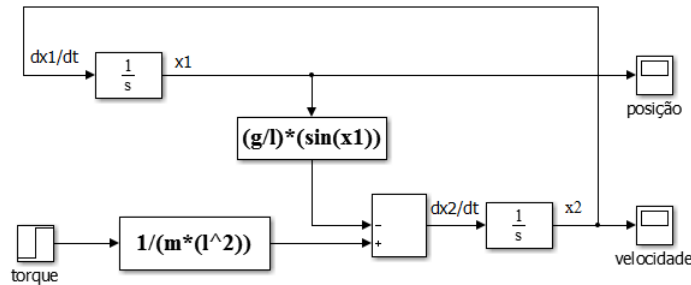 dx1/dt
1
s
x1
posição
(g/l)*(sin(x1))
−
+
dx2/dt
1
s
x2
velocidade
torque
1/(m*(l^2))